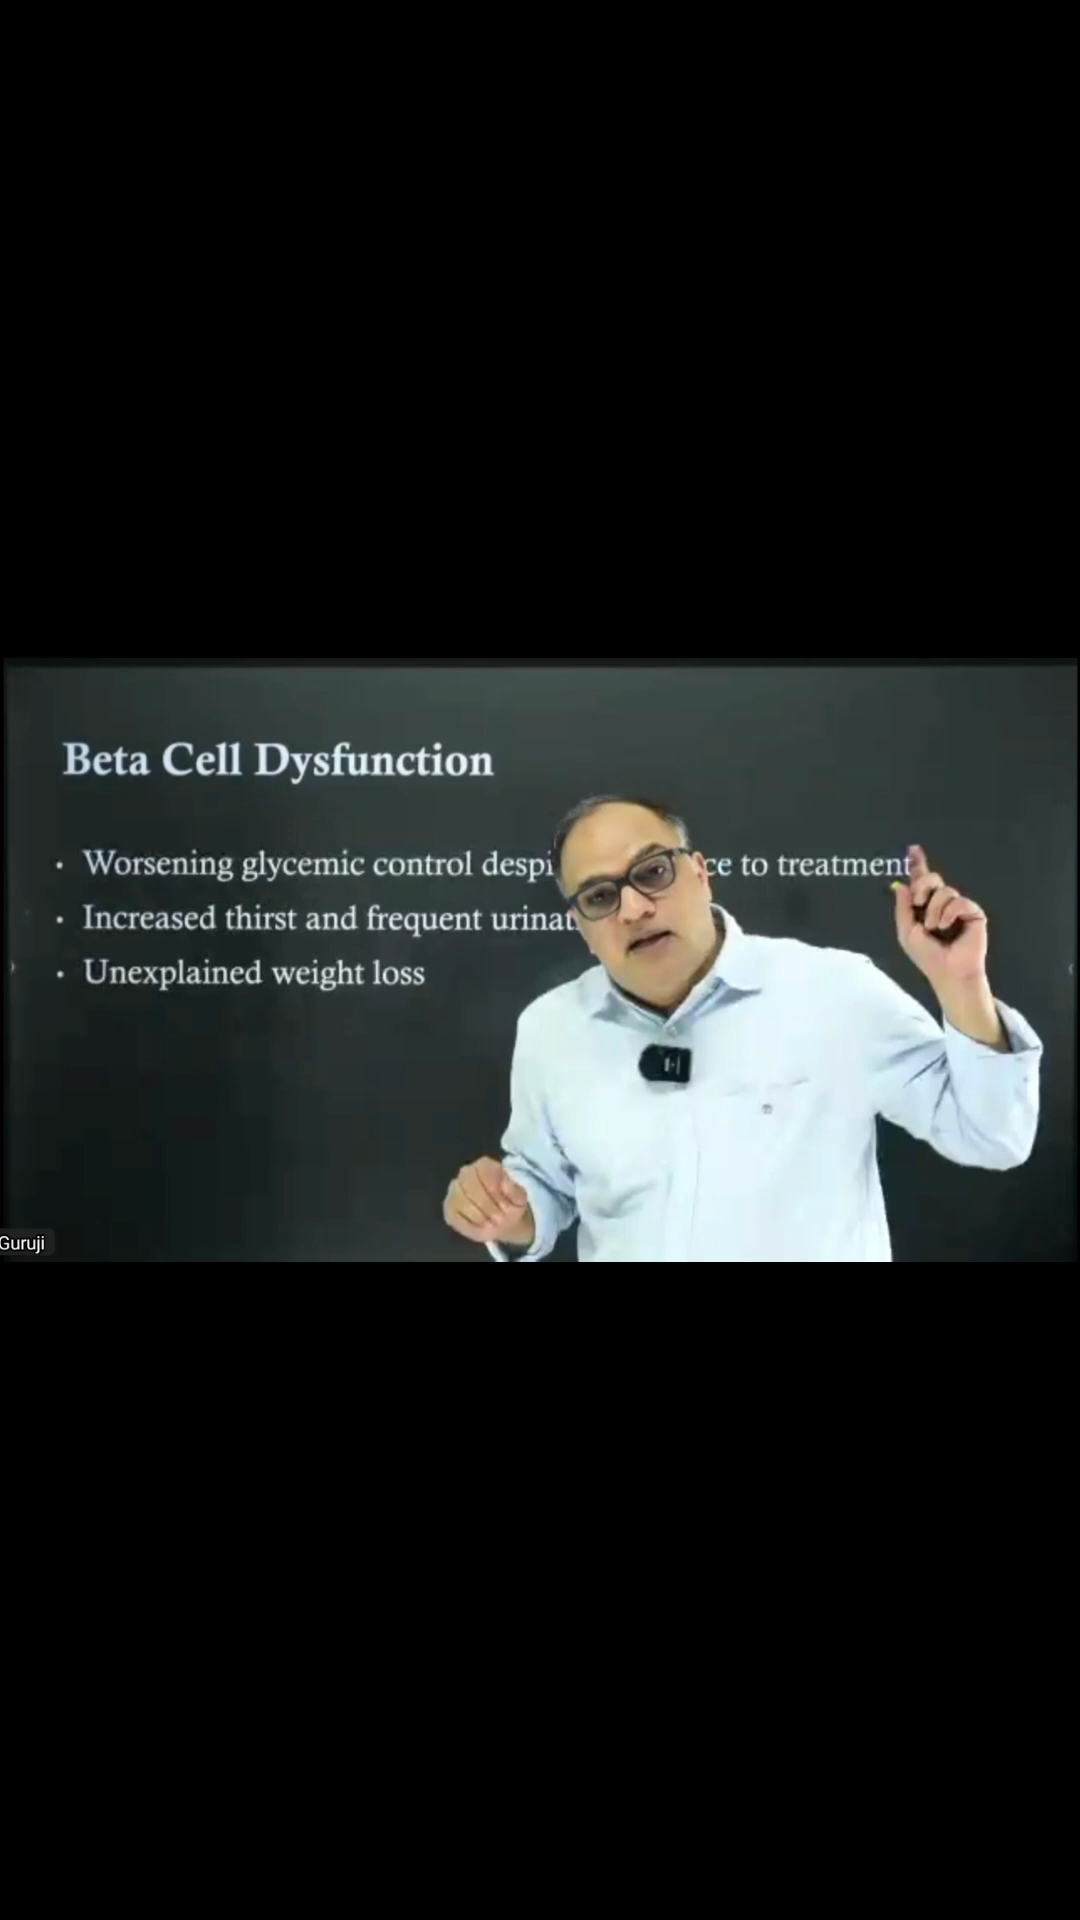 Beta Cell Dysfunction
• Worsening glycemic control despi ce to treatment
• Increased thirst and frequent urinat
• Unexplained weight loss
Guruji